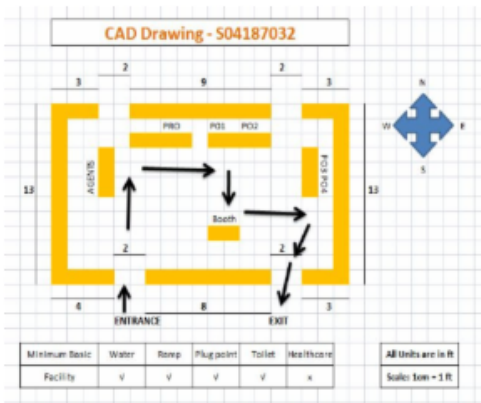 CAD Drawing - S04187032
2 2
3 9 3
N
W E
S
PRO PO1 PO2
AGENTS
PO3 PO4
13 13
Booth
2 2
4 8 3
ENTRANCE EXIT
Minimum Basic Water Ramp Plug point Toilet Healthcare
Facility √ √ √ √ x
All Units are in ft
Scale: 1cm = 1 ft